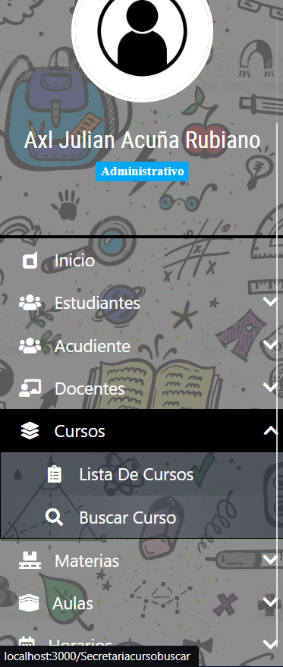 Axl Julian Acuña Rubiano
Administrativo
Inicio
Estudiantes
Acudiente
Docentes
Cursos
Lista De Cursos
Buscar Curso
Materias
Aulas
Horarios
localhost:3000/Secretariacursobuscar